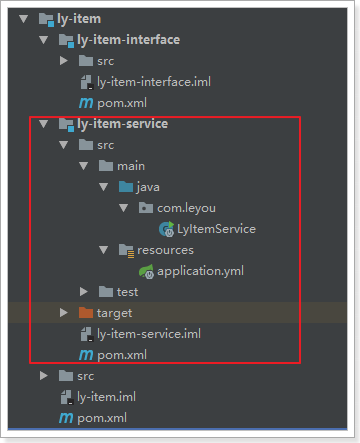 ly-item
ly-item-interface
src
ly-item-interface.iml
pom.xml
ly-item-service
src
main
java
com.leyou
LyItemService
resources
application.yml
test
target
ly-item-service.iml
pom.xml
src
ly-item.iml
pom.xml